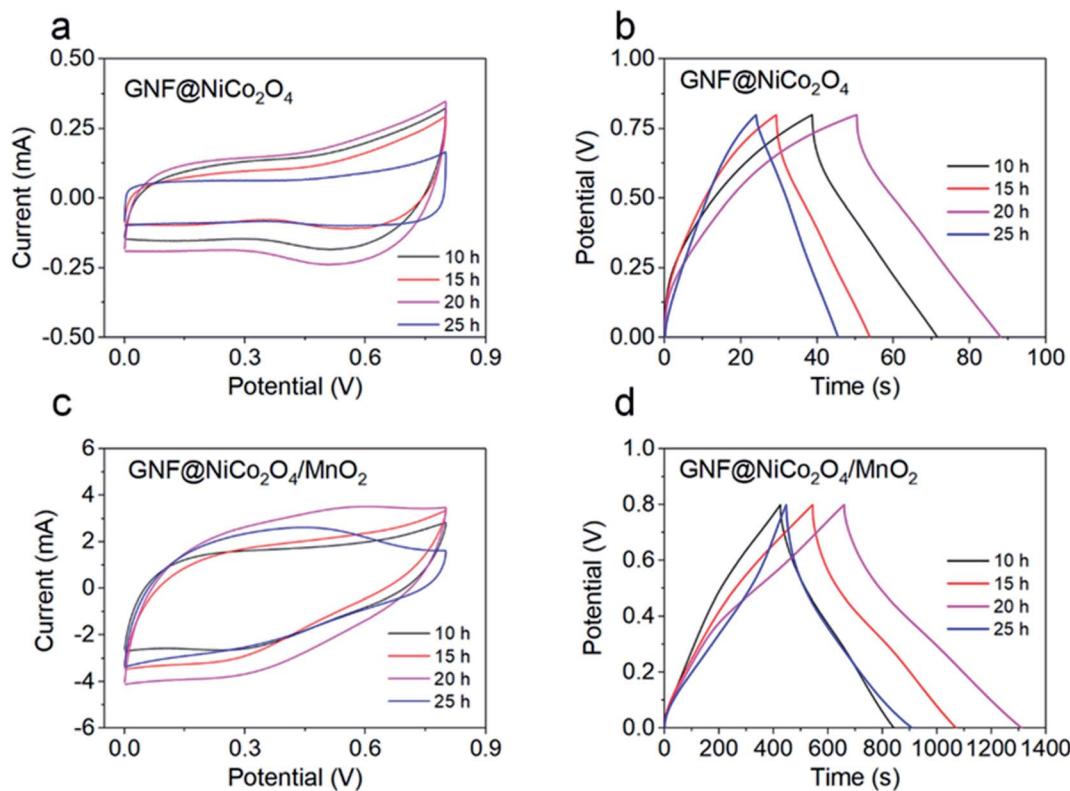 a
GNF@NiCo₂O₄
0.50
0.25
0.00
-0.25
-0.50
Current (mA)
10 h
15 h
20 h
25 h
0.0
0.3
0.6
0.9
Potential (V)
b
GNF@NiCo₂O₄
1.00
0.75
0.50
0.25
0.00
Potential (V)
10 h
15 h
20 h
25 h
0
20
40
60
80
100
Time (s)
c
GNF@NiCo₂O₄/MnO₂
6
4
2
0
-2
-4
-6
Current (mA)
10 h
15 h
20 h
25 h
0.0
0.3
0.6
0.9
Potential (V)
d
GNF@NiCo₂O₄/MnO₂
1.0
0.8
0.6
0.4
0.2
0.0
Potential (V)
10 h
15 h
20 h
25 h
0
200
400
600
800
1000
1200
1400
Time (s)